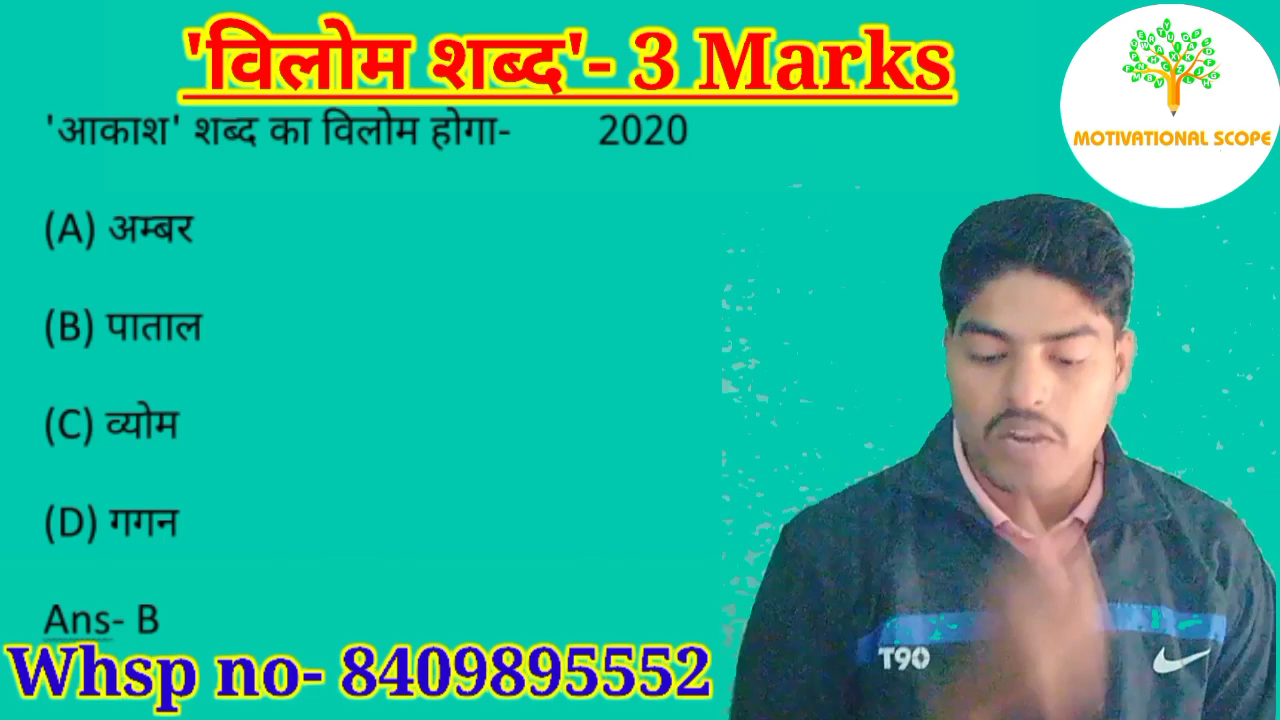 'विलोम शब्द'- 3 Marks
'आकाश' शब्द का विलोम होगा- 2020
(A) अम्बर
(B) पाताल
(C) व्योम
(D) गगन
Ans- B
Whsp no- 8409895552
MOTIVATIONAL SCOPE
T90